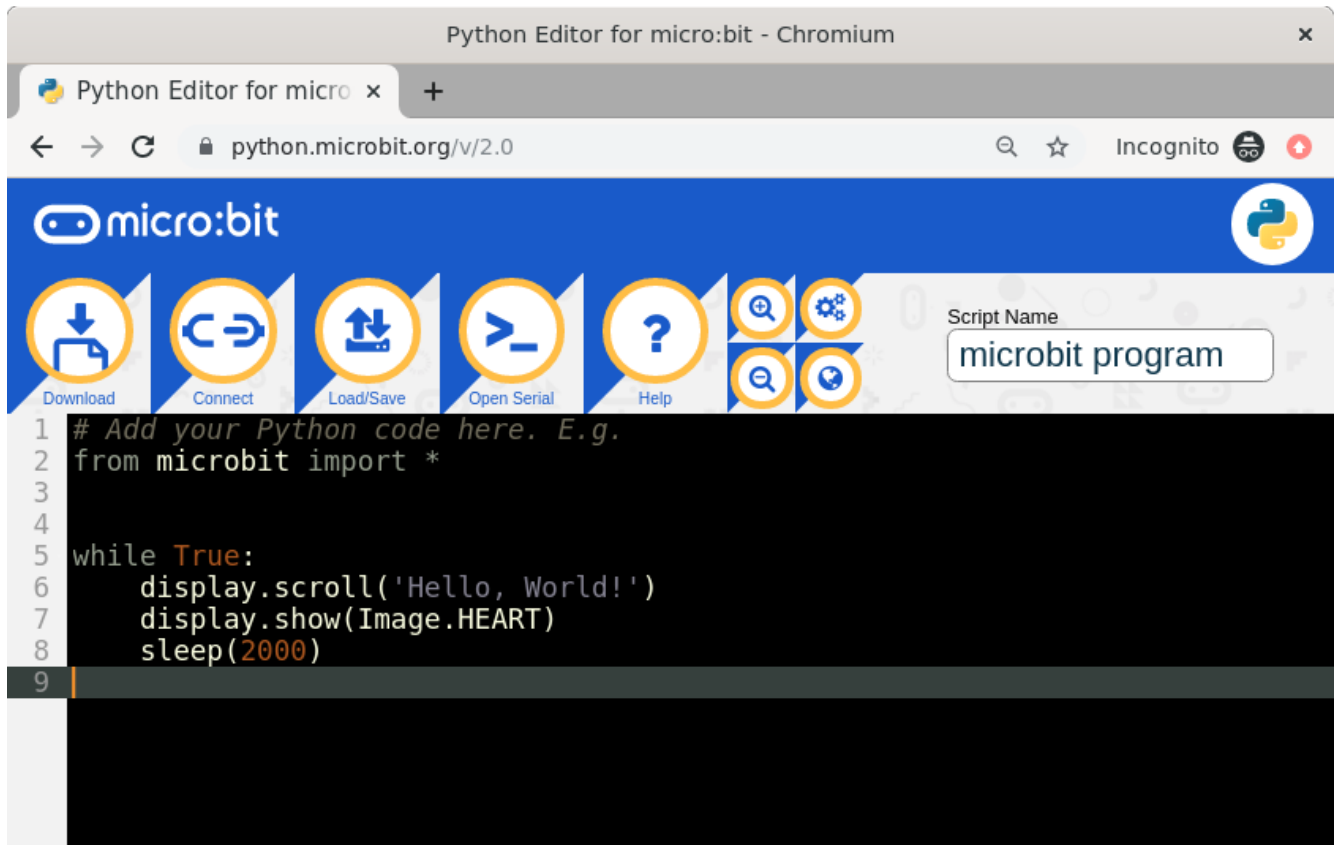 Python Editor for micro:bit - Chromium
Python Editor for micro
python.microbit.org/v/2.0
Incognito
micro:bit
Download
Connect
Load/Save
Open Serial
Help
Script Name
microbit program
1 # Add your Python code here. E.g.
2 from microbit import *
3
4
5 while True:
6     display.scroll('Hello, World!')
7     display.show(Image.HEART)
8     sleep(2000)
9